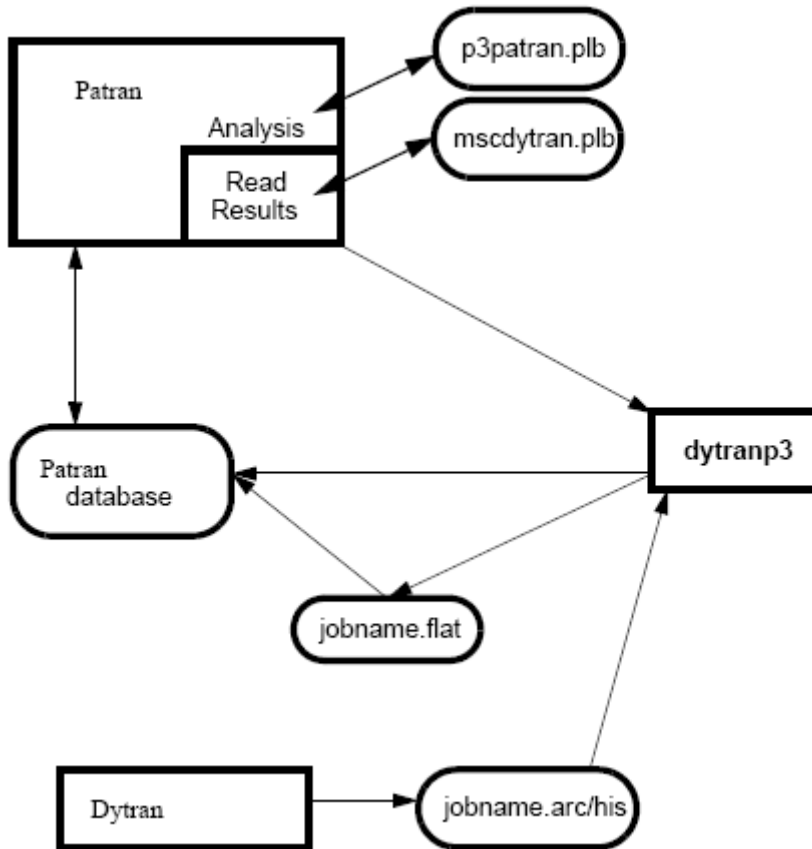 p3patran.plb
Patran
Analysis
mscdytran.plb
Read
Results
dytranp3
Patran
database
jobname.flat
Dytran
jobname.arc/his